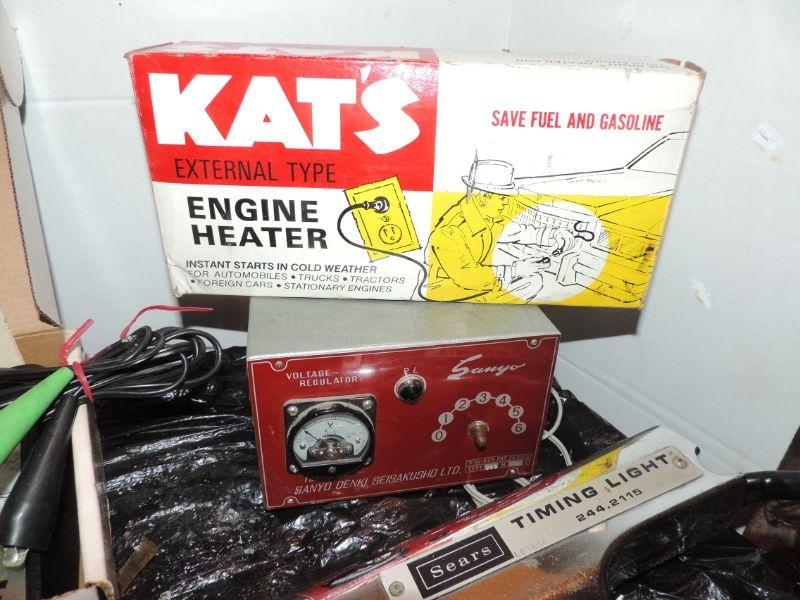 KAT'S
EXTERNAL TYPE
SAVE FUEL AND GASOLINE
ENGINE
HEATER
INSTANT STARTS IN COLD WEATHER
FOR AUTOMOBILES • TRUCKS • TRACTORS
• FOREIGN CARS • STATIONARY ENGINES
VOLTAGE-
REGULATOR
P.L
Sanyo
0 1 2 3 4 5 6
V
SANYO DENKI SEISAKUSHO LTD.
TYPE
TIMING LIGHT
244.2115
Sears